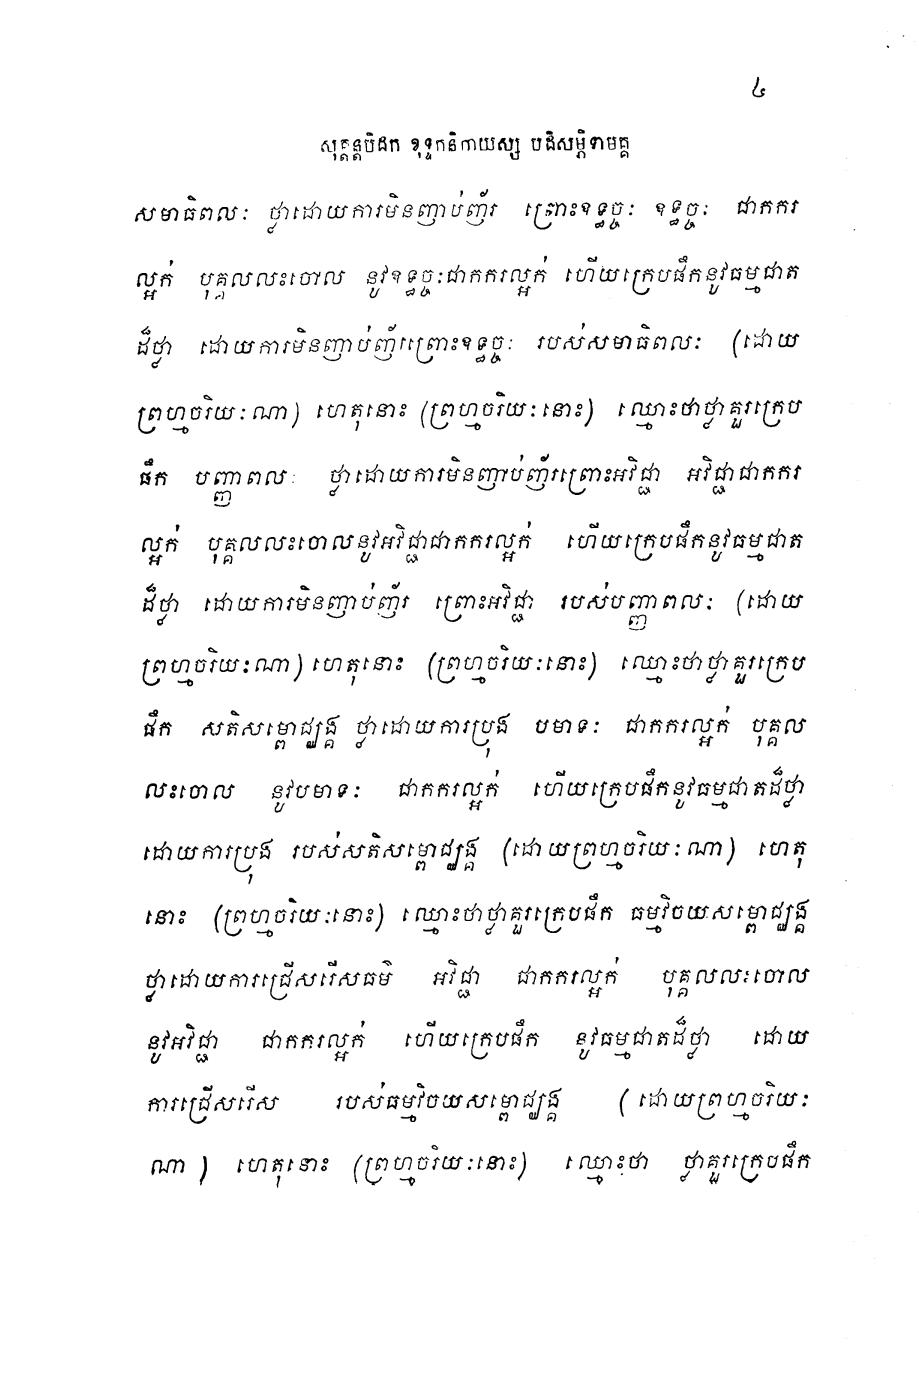 ៤
សុត្តន្តបិដក ខុទ្ទកនិកាយស្ស បដិសម្ភិទាមគ្គ
សមាធិពលៈ ថ្លាដោយការមិនញាប់ញ័រ ព្រោះឧទ្ធច្ចៈ ឧទ្ធច្ចៈ ជាកករ
ល្អក់ បុគ្គលលះចោល នូវឧទ្ធច្ចៈជាកករល្អក់ ហើយក្រេបផឹកនូវធម្មជាត
ដ៏ថ្លា ដោយការមិនញាប់ញ័រព្រោះឧទ្ធច្ចៈ របស់សមាធិពលៈ (ដោយ
ព្រហ្មចរិយៈណា) ហេតុនោះ (ព្រហ្មចរិយៈនោះ) ឈ្មោះថាថ្លាគួរក្រេប
ផឹក បញ្ញាពលៈ ថ្លាដោយការមិនញាប់ញ័រព្រោះអវិជ្ជា អវិជ្ជាជាកករ
ល្អក់ បុគ្គលលះចោលនូវអវិជ្ជាជាកករល្អក់ ហើយក្រេបផឹកនូវធម្មជាត
ដ៏ថ្លា ដោយការមិនញាប់ញ័រ ព្រោះអវិជ្ជា របស់បញ្ញាពលៈ (ដោយ
ព្រហ្មចរិយៈណា) ហេតុនោះ (ព្រហ្មចរិយៈនោះ) ឈ្មោះថាថ្លាគួរក្រេប
ផឹក សតិសម្ពោជ្ឈង្គ ថ្លាដោយការប្រុង បមាទៈ ជាកករល្អក់ បុគ្គល
លះចោល នូវបមាទៈ ជាកករល្អក់ ហើយក្រេបផឹកនូវធម្មជាតដ៏ថ្លា
ដោយការប្រុង របស់សតិសម្ពោជ្ឈង្គ (ដោយព្រហ្មចរិយៈណា) ហេតុ
នោះ (ព្រហ្មចរិយៈនោះ) ឈ្មោះថាថ្លាគួរក្រេបផឹក ធម្មវិចយសម្ពោជ្ឈង្គ
ថ្លាដោយការជ្រើសរើសធម៌ អវិជ្ជា ជាកករល្អក់ បុគ្គលលះចោល
នូវអវិជ្ជា ជាកករល្អក់ ហើយក្រេបផឹក នូវធម្មជាតដ៏ថ្លា ដោយ
ការជ្រើសរើស របស់ធម្មវិចយសម្ពោជ្ឈង្គ (ដោយព្រហ្មចរិយៈ
ណា) ហេតុនោះ (ព្រហ្មចរិយៈនោះ) ឈ្មោះថា ថ្លាគួរក្រេបផឹក